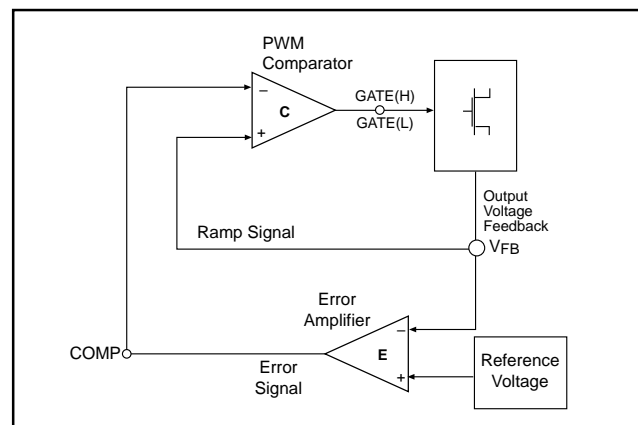 PWM
Comparator
−
C
+
GATE(H)
GATE(L)
Output
Voltage
Feedback
VFB
Ramp Signal
Error
Amplifier
−
E
+
COMP
Error
Signal
Reference
Voltage